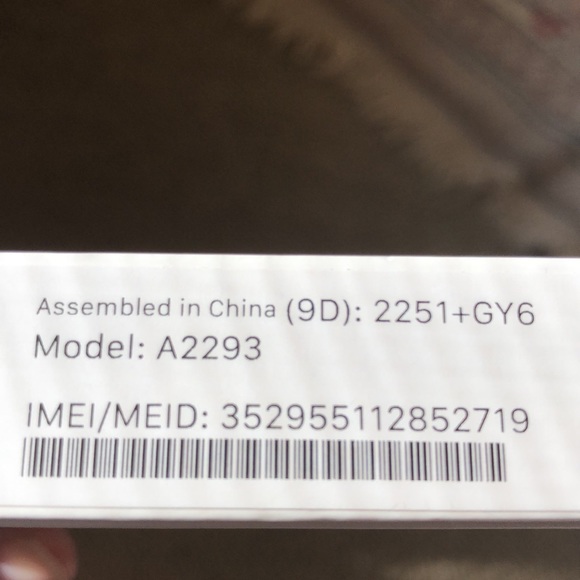 Assembled in China (9D): 2251+GY6
Model: A2293
IMEI/MEID: 352955112852719